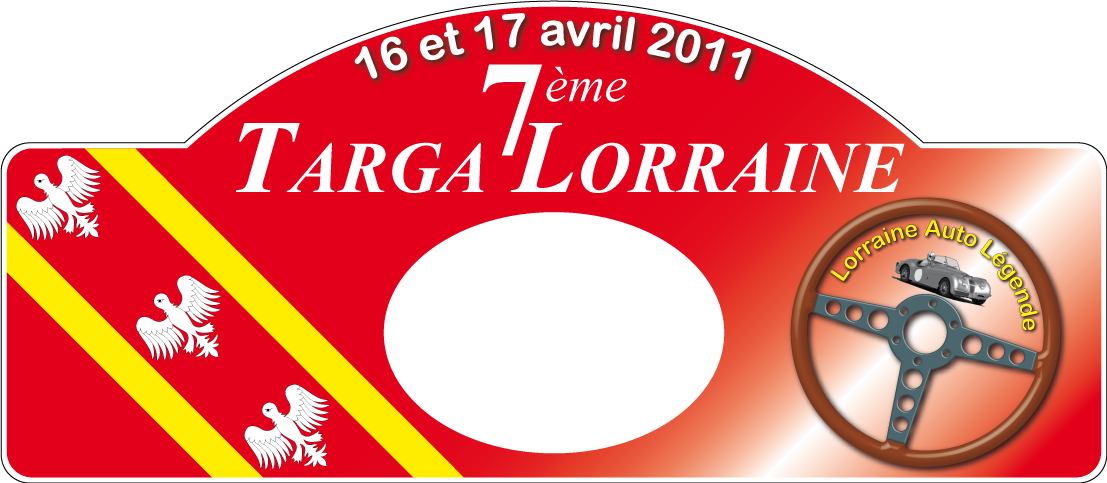 16 et 17 avril 2011
7ème
TARGA LORRAINE
Lorraine Auto Légende